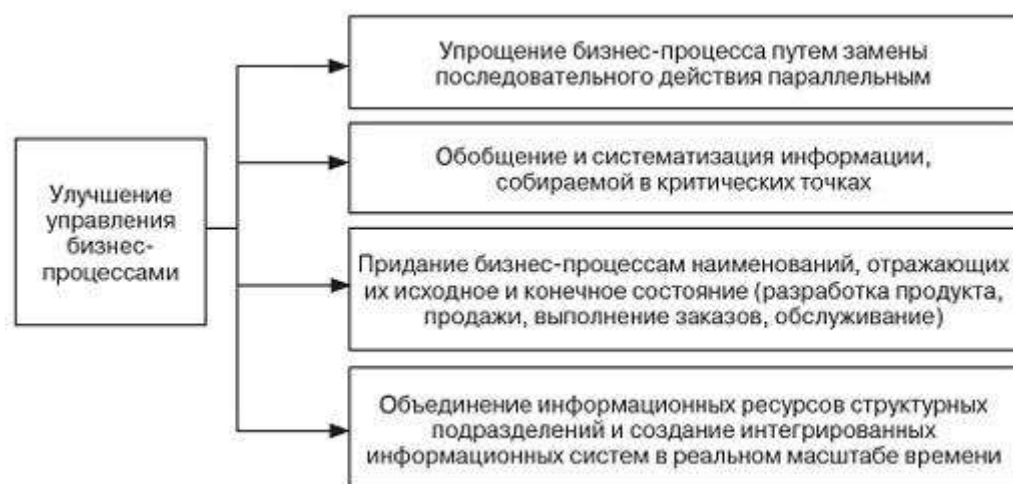 Улучшение
управления
бизнес-
процессами
Упрощение бизнес-процесса путем замены
последовательного действия параллельным
Обобщение и систематизация информации,
собираемой в критических точках
Придание бизнес-процессам наименований, отражающих
их исходное и конечное состояние (разработка продукта,
продажи, выполнение заказов, обслуживание)
Объединение информационных ресурсов структурных
подразделений и создание интегрированных
информационных систем в реальном масштабе времени